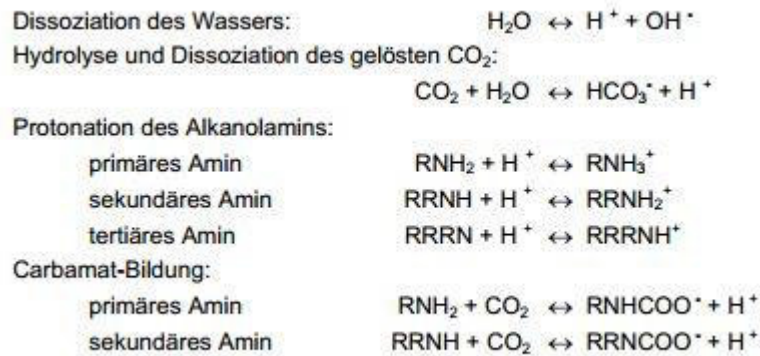 Dissoziation des Wassers: H₂O ↔ H⁺ + OH⁻
Hydrolyse und Dissoziation des gelösten CO₂:
CO₂ + H₂O ↔ HCO₃⁻ + H⁺
Protonation des Alkanolamins:
primäres Amin RNH₂ + H⁺ ↔ RNH₃⁺
sekundäres Amin RRNH + H⁺ ↔ RRNH₂⁺
tertiäres Amin RRRN + H⁺ ↔ RRRNH⁺
Carbamat-Bildung:
primäres Amin RNH₂ + CO₂ ↔ RNHCOO⁻ + H⁺
sekundäres Amin RRNH + CO₂ ↔ RRNCOO⁻ + H⁺